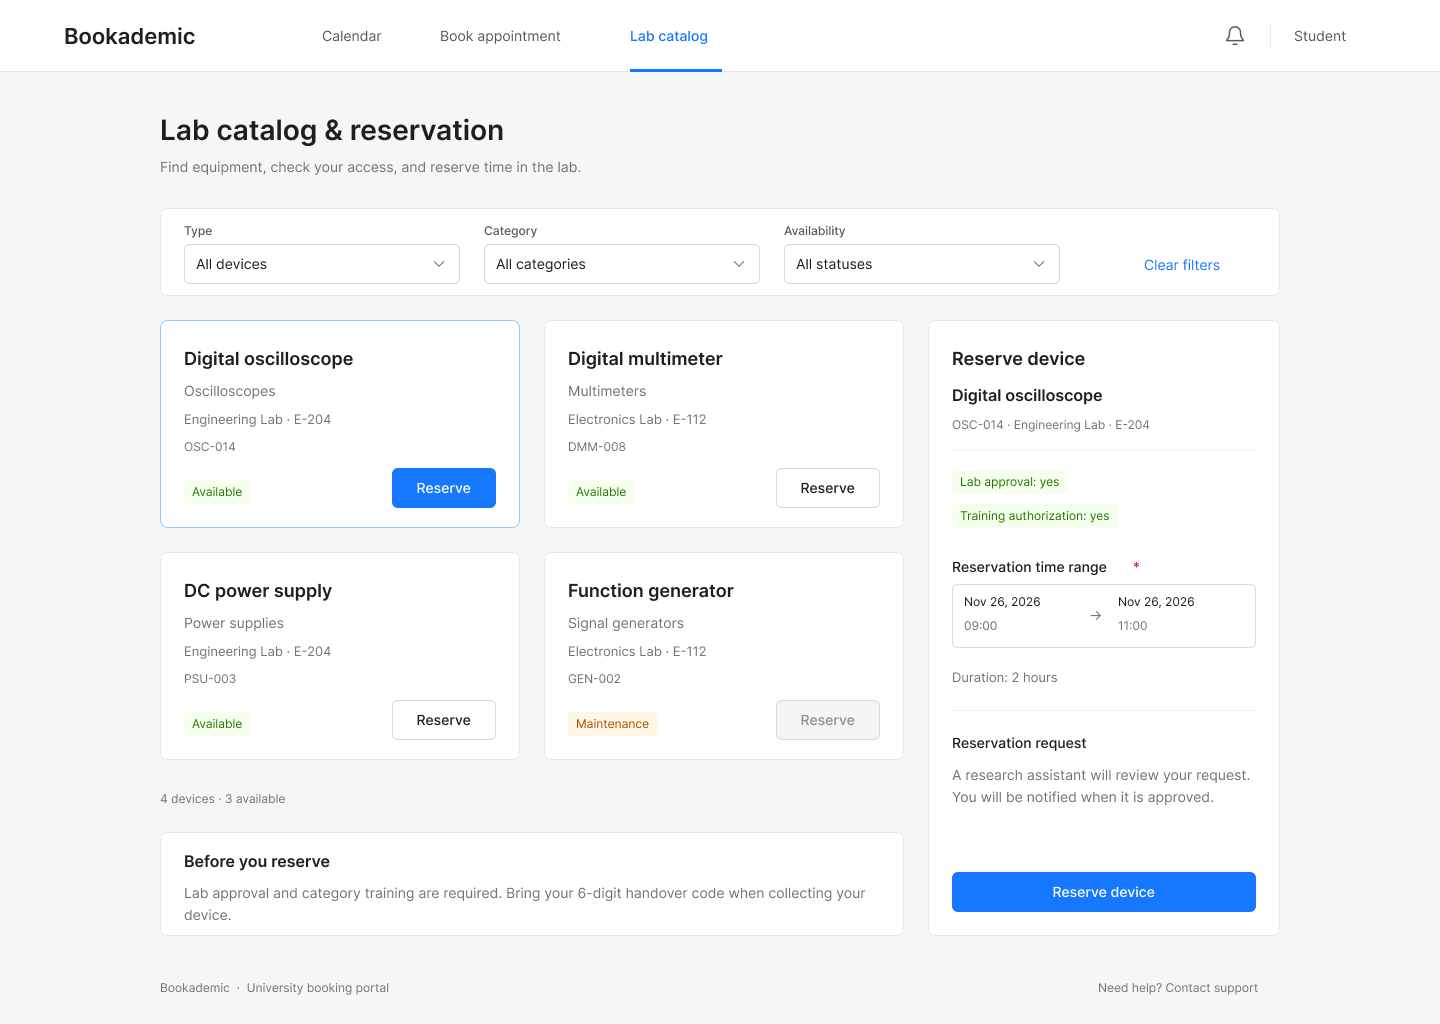 Bookademic
Calendar
Book appointment
Lab catalog
Student
Lab catalog & reservation
Find equipment, check your access, and reserve time in the lab.
Type
Category
Availability
All devices
All categories
All statuses
Clear filters
Digital oscilloscope
Oscilloscopes
Engineering Lab · E-204
OSC-014
Available
Reserve
Digital multimeter
Multimeters
Electronics Lab · E-112
DMM-008
Available
Reserve
DC power supply
Power supplies
Engineering Lab · E-204
PSU-003
Available
Reserve
Function generator
Signal generators
Electronics Lab · E-112
GEN-002
Maintenance
Reserve
4 devices · 3 available
Before you reserve
Lab approval and category training are required. Bring your 6-digit handover code when collecting your
device.
Reserve device
Digital oscilloscope
OSC-014 · Engineering Lab · E-204
Lab approval: yes
Training authorization: yes
Reservation time range *
Nov 26, 2026 → Nov 26, 2026
09:00 11:00
Duration: 2 hours
Reservation request
A research assistant will review your request.
You will be notified when it is approved.
Reserve device
Bookademic · University booking portal
Need help? Contact support